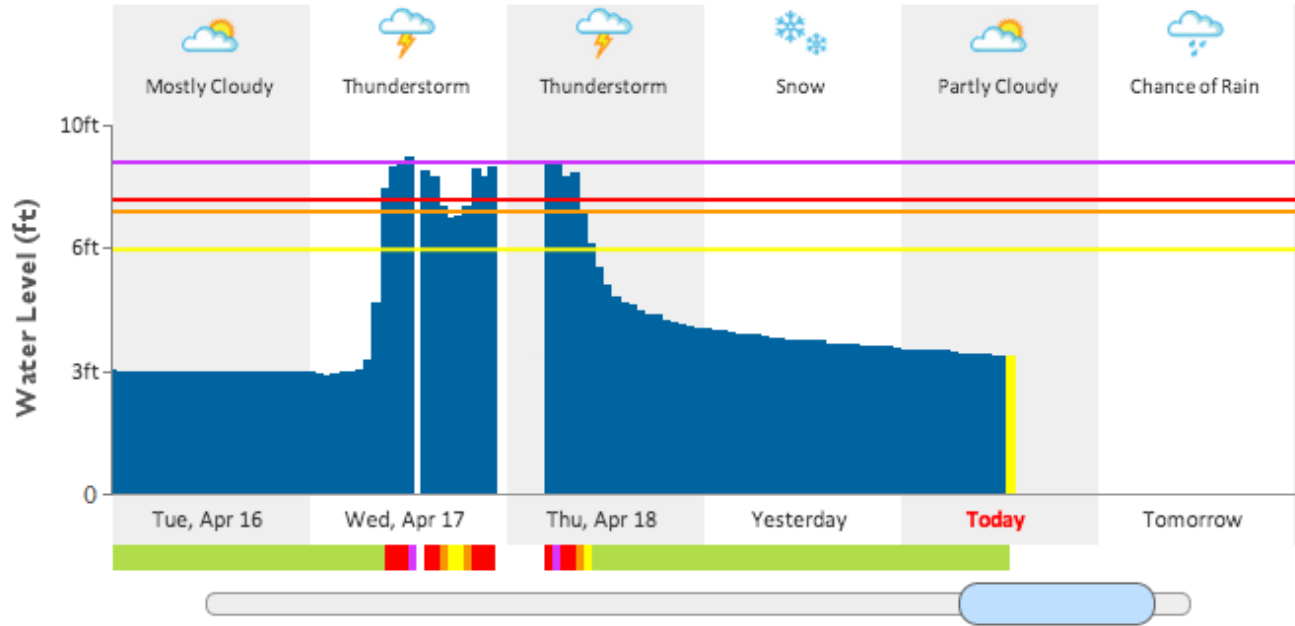 Mostly Cloudy
Thunderstorm
Thunderstorm
Snow
Partly Cloudy
Chance of Rain
10ft
6ft
3ft
0
Water Level (ft)
Tue, Apr 16
Wed, Apr 17
Thu, Apr 18
Yesterday
Today
Tomorrow